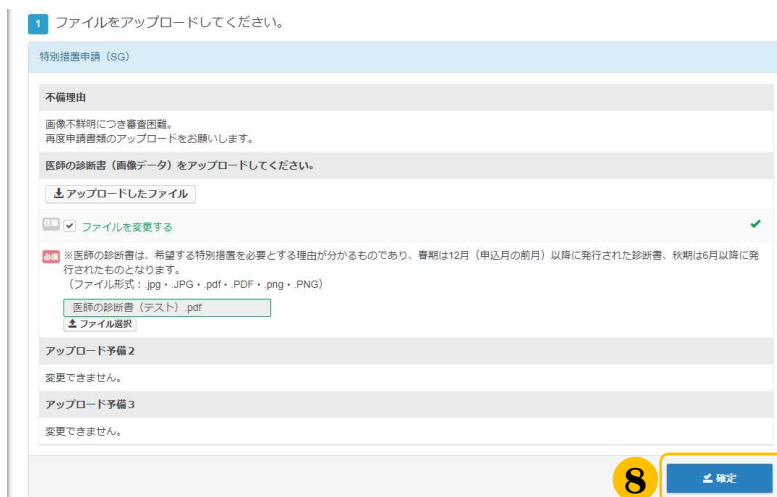 1 ファイルをアップロードしてください。
特別措置申請（SG）
不備理由
画像不鮮明につき審査困難。
再度申請書類のアップロードをお願いします。
医師の診断書（画像データ）をアップロードしてください。
アップロードしたファイル
任意 ファイルを変更する
必須 ※医師の診断書は、希望する特別措置を必要とする理由が分かるものであり、春期は12月（申込月の前月）以降に発行された診断書、秋期は6月以降に発
行されたものとなります。
（ファイル形式：.jpg・.JPG・.pdf・.PDF・.png・.PNG）
医師の診断書（テスト）.pdf
ファイル選択
アップロード予備2
変更できません。
アップロード予備3
変更できません。
8 確定